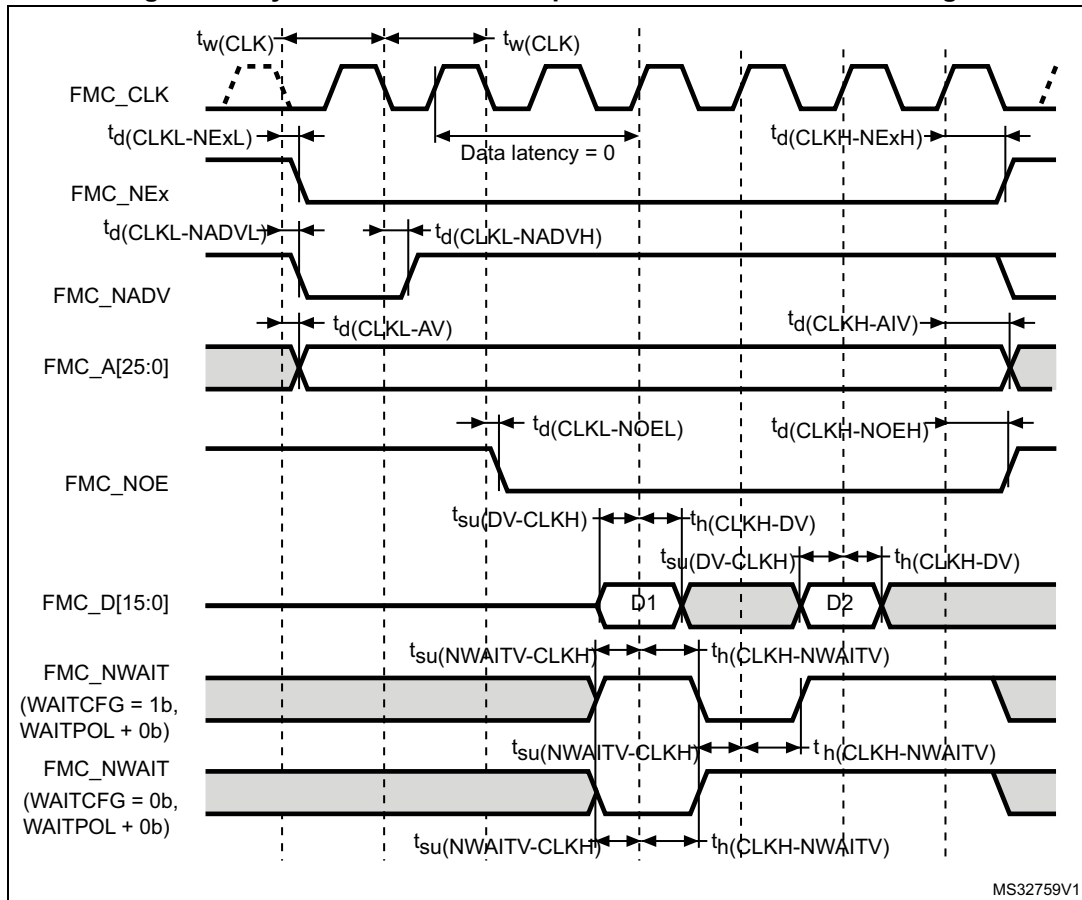 tw(CLK) tw(CLK)
FMC_CLK
td(CLKL-NExL) td(CLKH-NExH)
Data latency = 0
FMC_NEx
td(CLKL-NADVL) td(CLKL-NADVH)
FMC_NADV
td(CLKL-AV) td(CLKH-AIV)
FMC_A[25:0]
td(CLKL-NOEL) td(CLKH-NOEH)
FMC_NOE
tsu(DV-CLKH) th(CLKH-DV)
tsu(DV-CLKH) th(CLKH-DV)
FMC_D[15:0] D1 D2
tsu(NWAITV-CLKH) th(CLKH-NWAITV)
FMC_NWAIT
(WAITCFG = 1b,
WAITPOL + 0b)
tsu(NWAITV-CLKH) th(CLKH-NWAITV)
FMC_NWAIT
(WAITCFG = 0b,
WAITPOL + 0b)
tsu(NWAITV-CLKH) th(CLKH-NWAITV)
MS32759V1